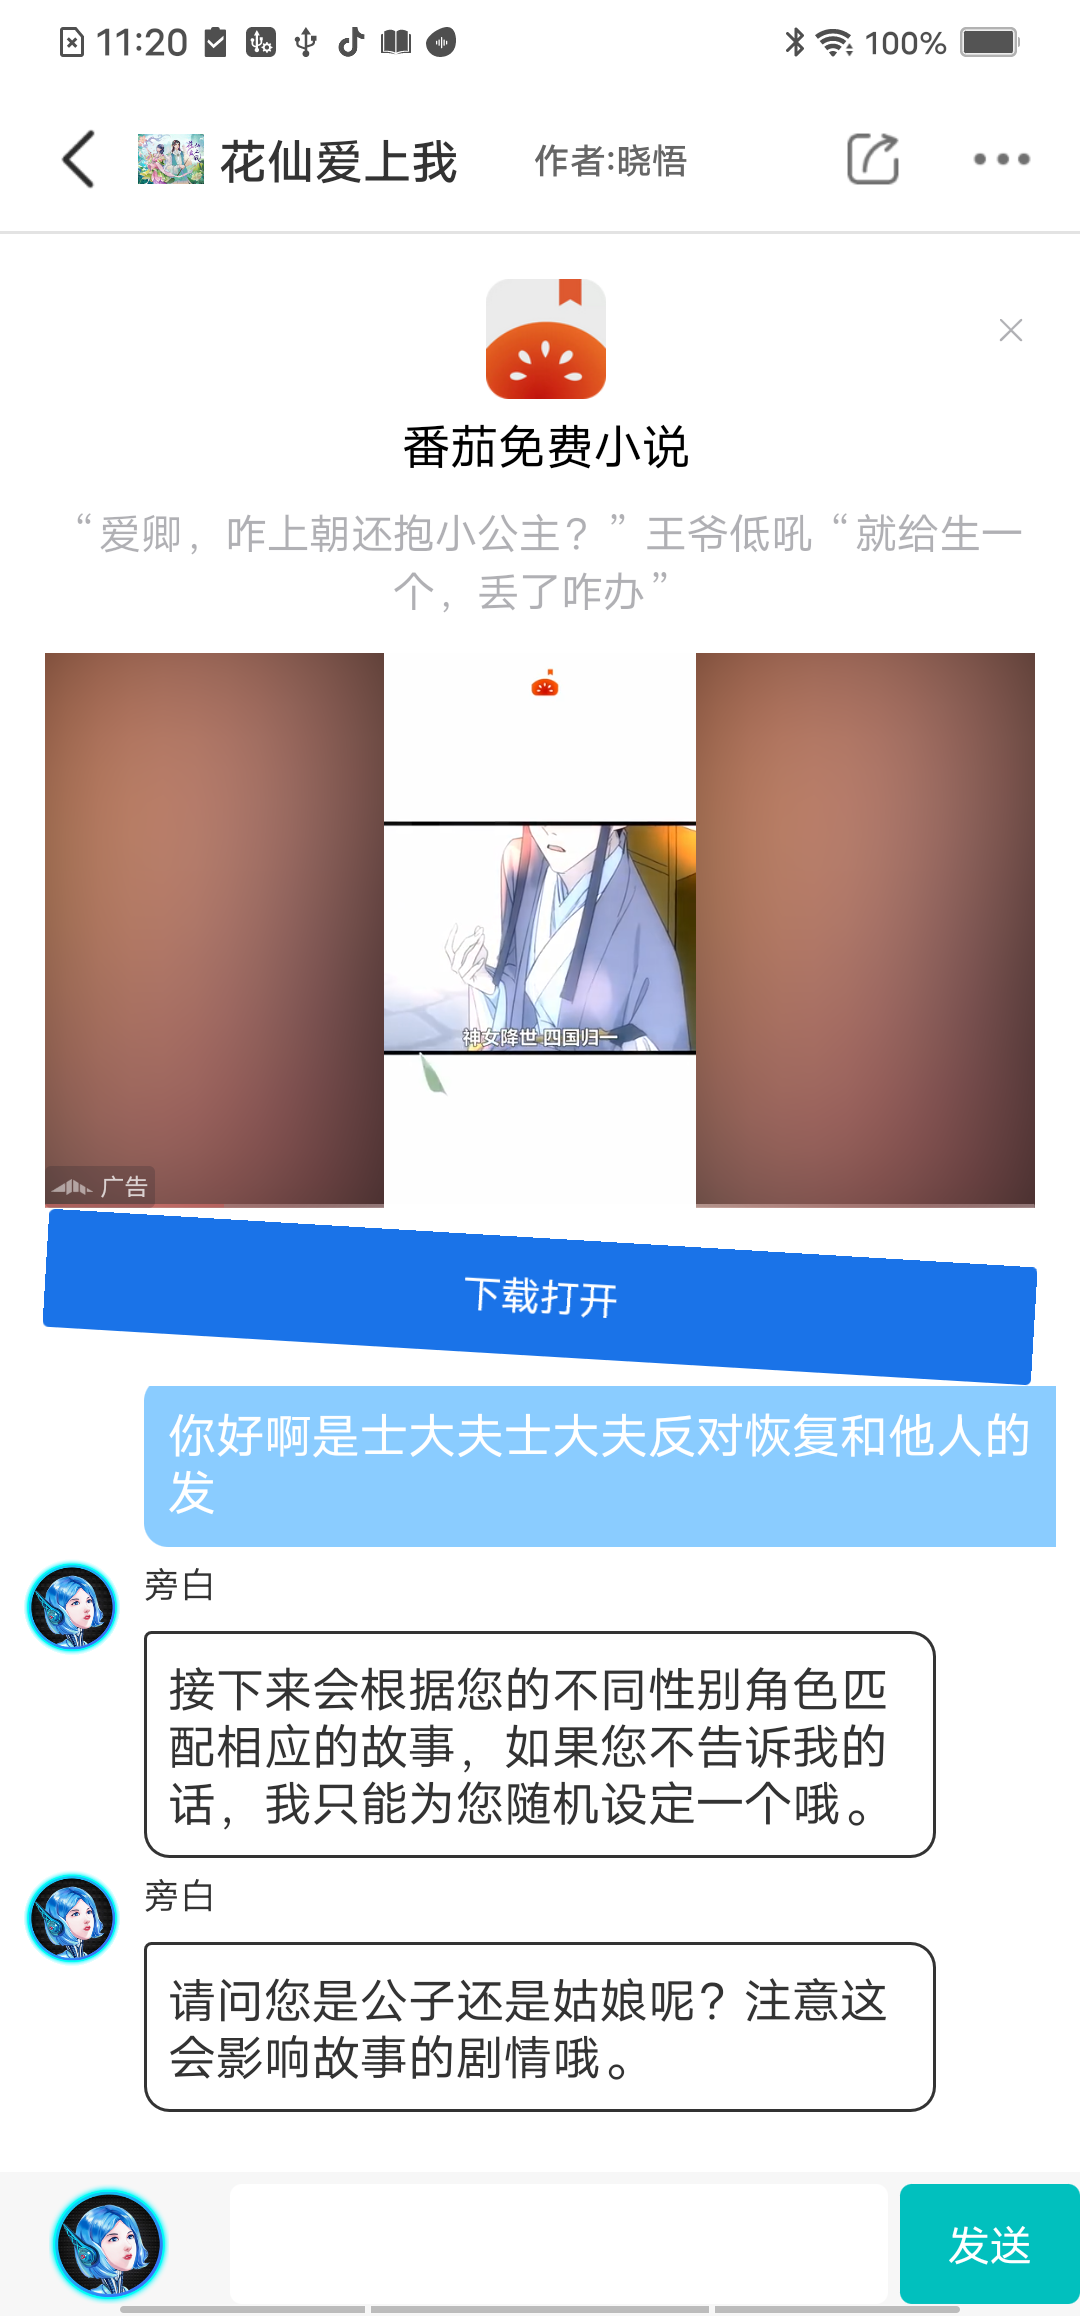 11:20
100%
花仙爱上我
作者:晓悟
番茄免费小说
“爱卿，咋上朝还抱小公主？”王爷低吼“就给生一
个，丢了咋办”
神女降世 四国归一
广告
下载打开
你好啊是士大夫士大夫反对恢复和他人的
发
旁白
接下来会根据您的不同性别角色匹
配相应的故事，如果您不告诉我的
话，我只能为您随机设定一个哦。
旁白
请问您是公子还是姑娘呢？注意这
会影响故事的剧情哦。
发送